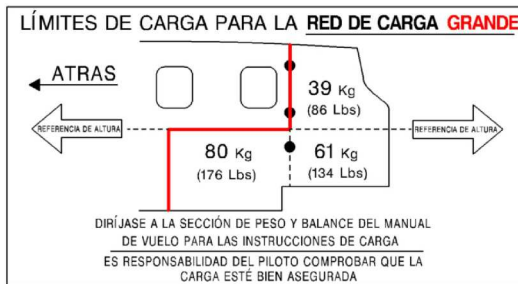 LÍMITES DE CARGA PARA LA RED DE CARGA GRANDE
ATRAS
39 Kg
(86 Lbs)
REFERENCIA DE ALTURA
REFERENCIA DE ALTURA
80 Kg
(176 Lbs)
61 Kg
(134 Lbs)
DIRÍJASE A LA SECCIÓN DE PESO Y BALANCE DEL MANUAL
DE VUELO PARA LAS INSTRUCCIONES DE CARGA
ES RESPONSABILIDAD DEL PILOTO COMPROBAR QUE LA
CARGA ESTÉ BIEN ASEGURADA